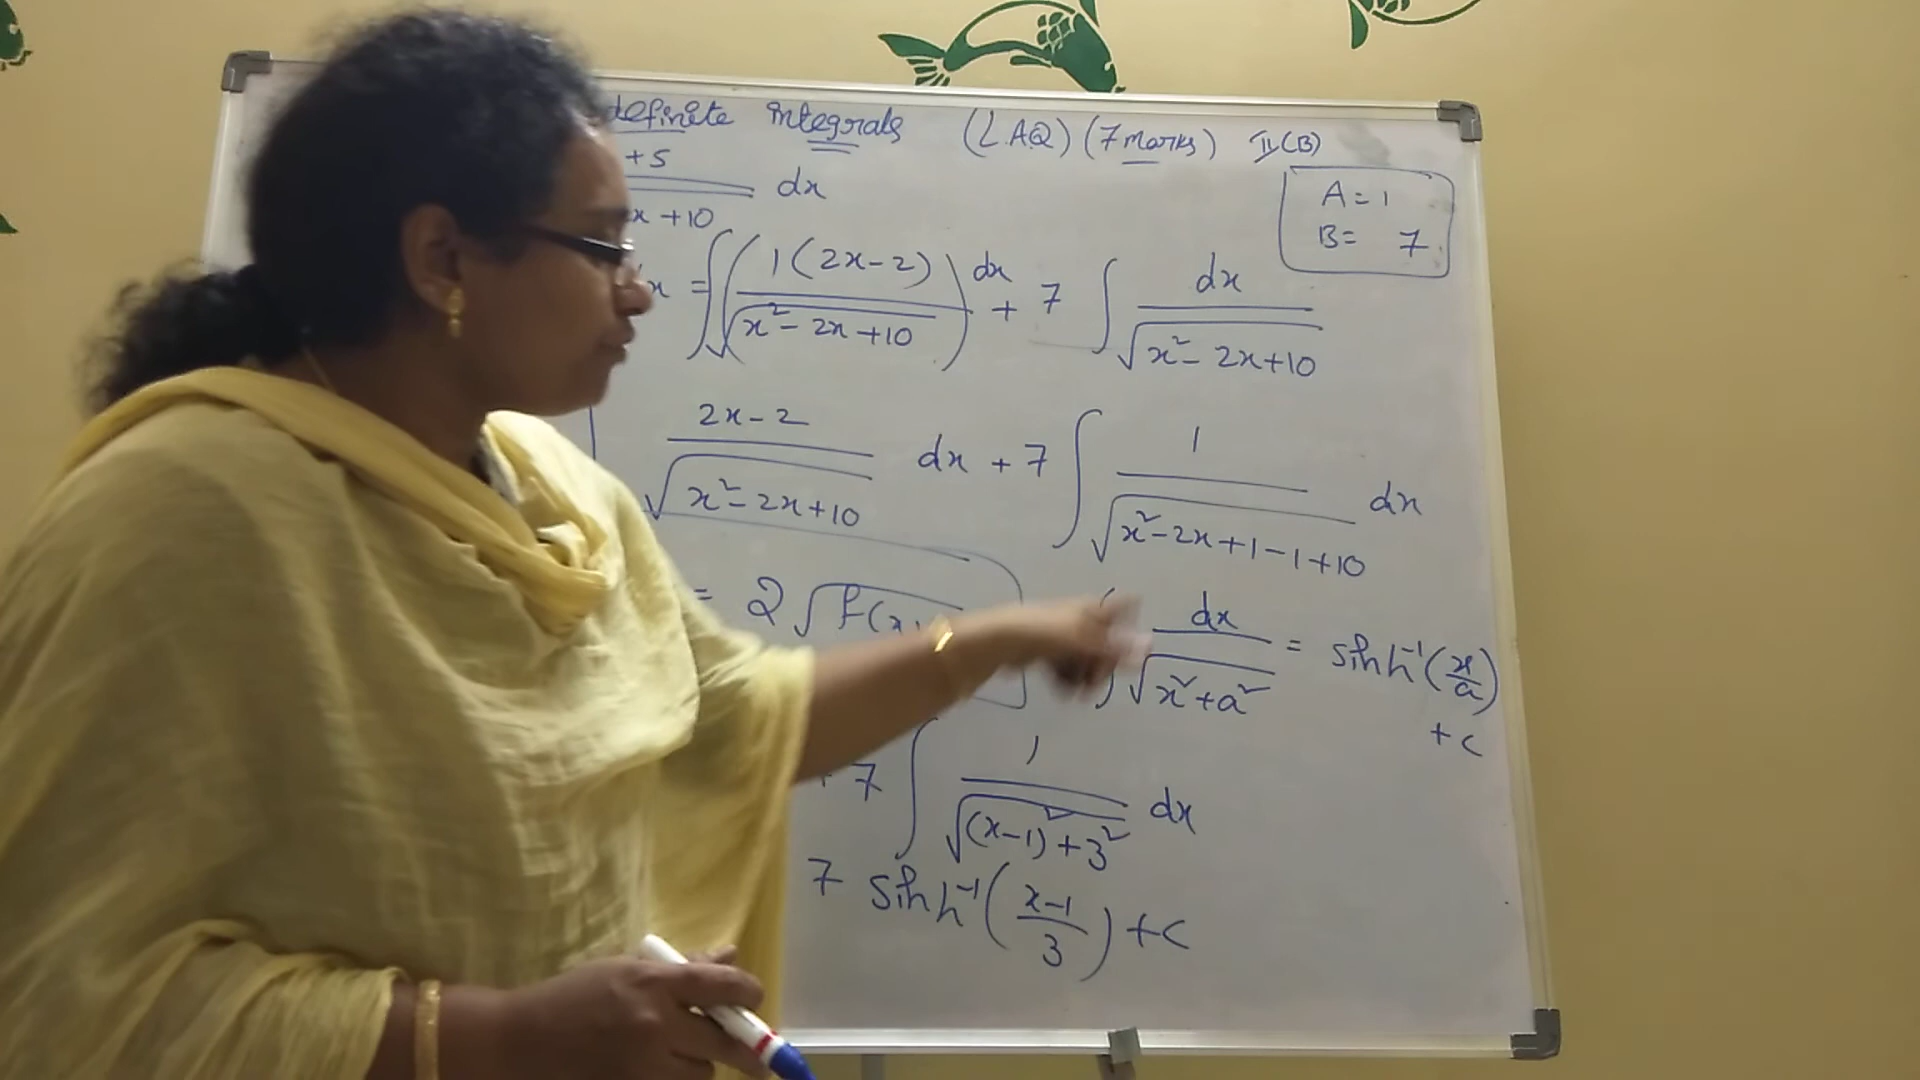 definite integrals (LAQ) (7 marks) II(B)
+5
dx
x +10
A = 1
B = 7
x = ∫ ( 1(2x-2) / √(x²-2x+10) ) dx + 7 ∫ dx / √(x²-2x+10)
2x-2 / √(x²-2x+10) dx + 7 ∫ 1 / √(x²-2x+1-1+10) dx
= 2√f(x)
∫ dx / √(x²+a²) = sinh⁻¹(x/a) + c
+ 7 ∫ 1 / √((x-1)²+3²) dx
7 sinh⁻¹((x-1)/3) + c